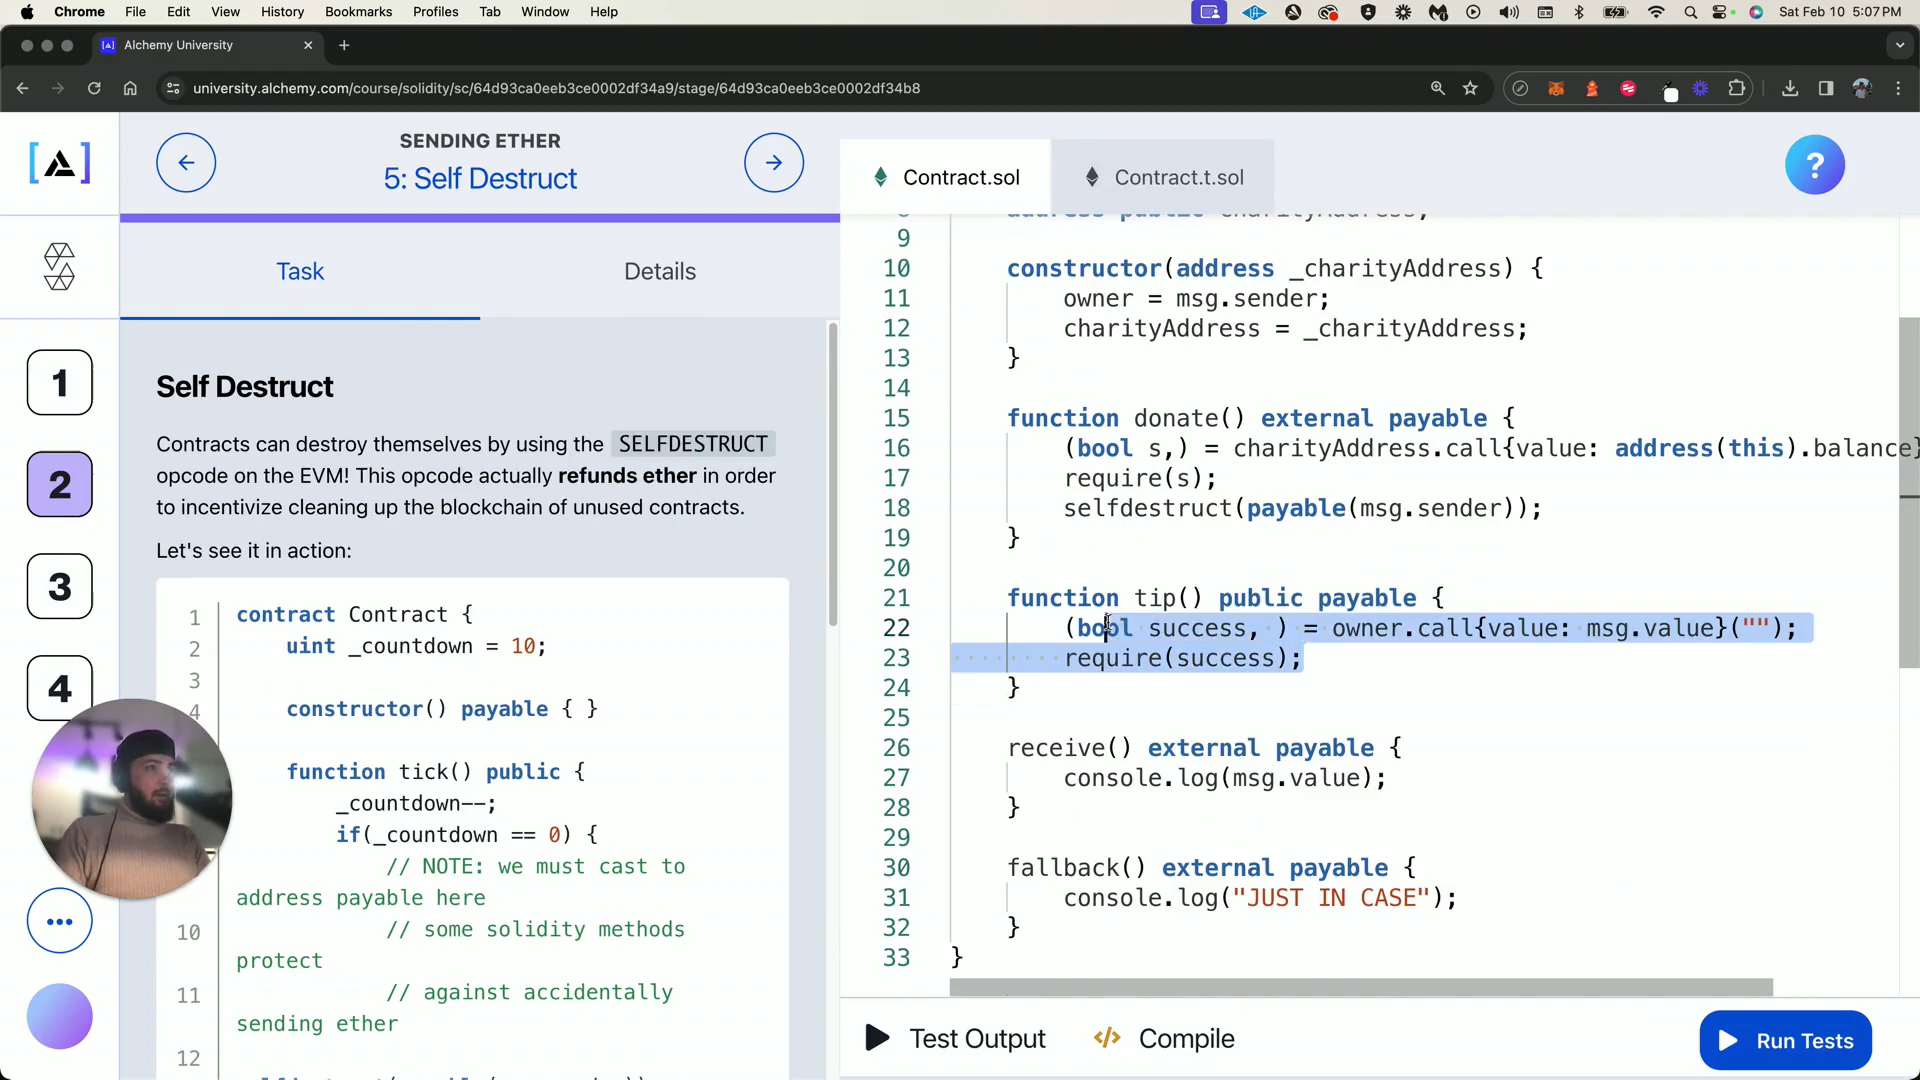 Chrome File Edit View History Bookmarks Profiles Tab Window Help
Sat Feb 10 5:07 PM
Alchemy University
university.alchemy.com/course/solidity/sc/64d93ca0eeb3ce0002df34a9/stage/64d93ca0eeb3ce0002df34b8
SENDING ETHER
5: Self Destruct
Task
Details
1
2
3
4
Self Destruct
Contracts can destroy themselves by using the SELFDESTRUCT
opcode on the EVM! This opcode actually refunds ether in order
to incentivize cleaning up the blockchain of unused contracts.
Let's see it in action:
1 contract Contract {
2 uint _countdown = 10;
3
4 constructor() payable { }
function tick() public {
_countdown--;
if(_countdown == 0) {
// NOTE: we must cast to
address payable here
10 // some solidity methods
protect
11 // against accidentally
sending ether
12
Contract.sol
Contract.t.sol
?
address public charityAddress;
9
10 constructor(address _charityAddress) {
11 owner = msg.sender;
12 charityAddress = _charityAddress;
13 }
14
15 function donate() external payable {
16 (bool s,) = charityAddress.call{value: address(this).balance}
17 require(s);
18 selfdestruct(payable(msg.sender));
19 }
20
21 function tip() public payable {
22 (bool success, ) = owner.call{value: msg.value}("");
23 require(success);
24 }
25
26 receive() external payable {
27 console.log(msg.value);
28 }
29
30 fallback() external payable {
31 console.log("JUST IN CASE");
32 }
33 }
Test Output
Compile
Run Tests